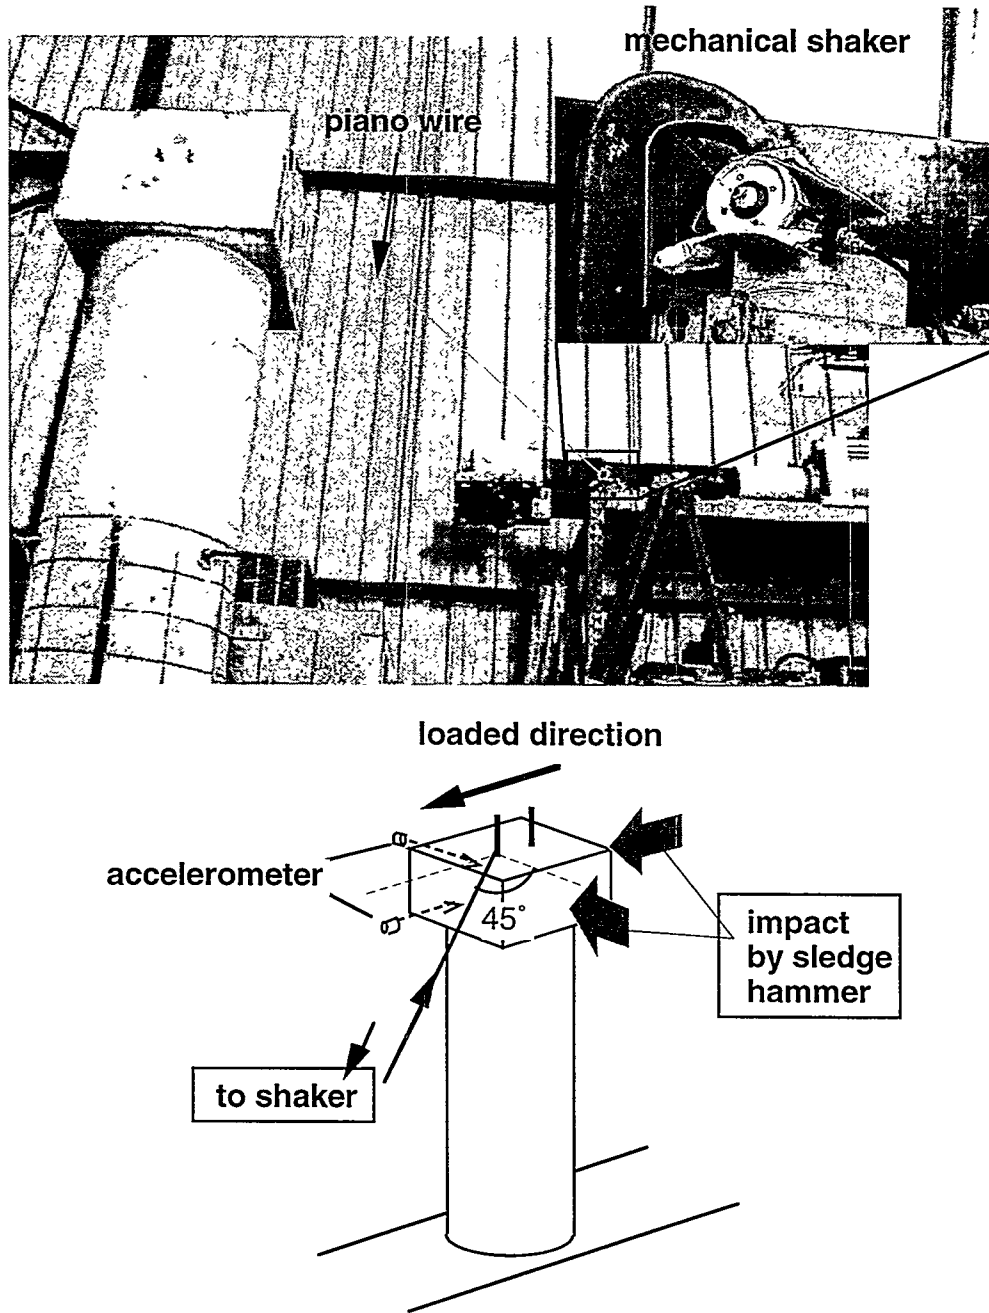 mechanical shaker
piano wire
loaded direction
accelerometer
45°
impact
by sledge
hammer
to shaker